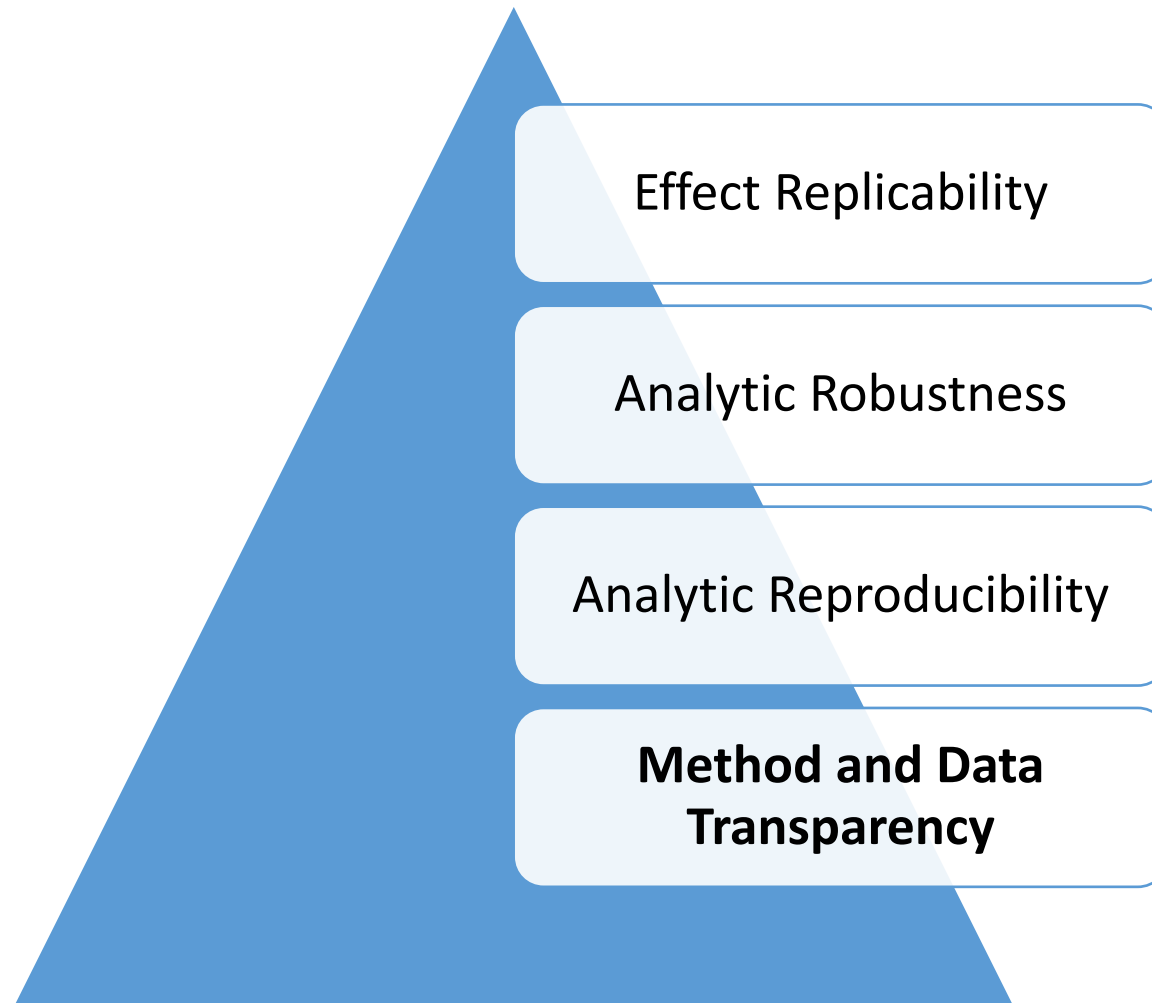 Effect Replicability
Analytic Robustness
Analytic Reproducibility
Method and Data
Transparency